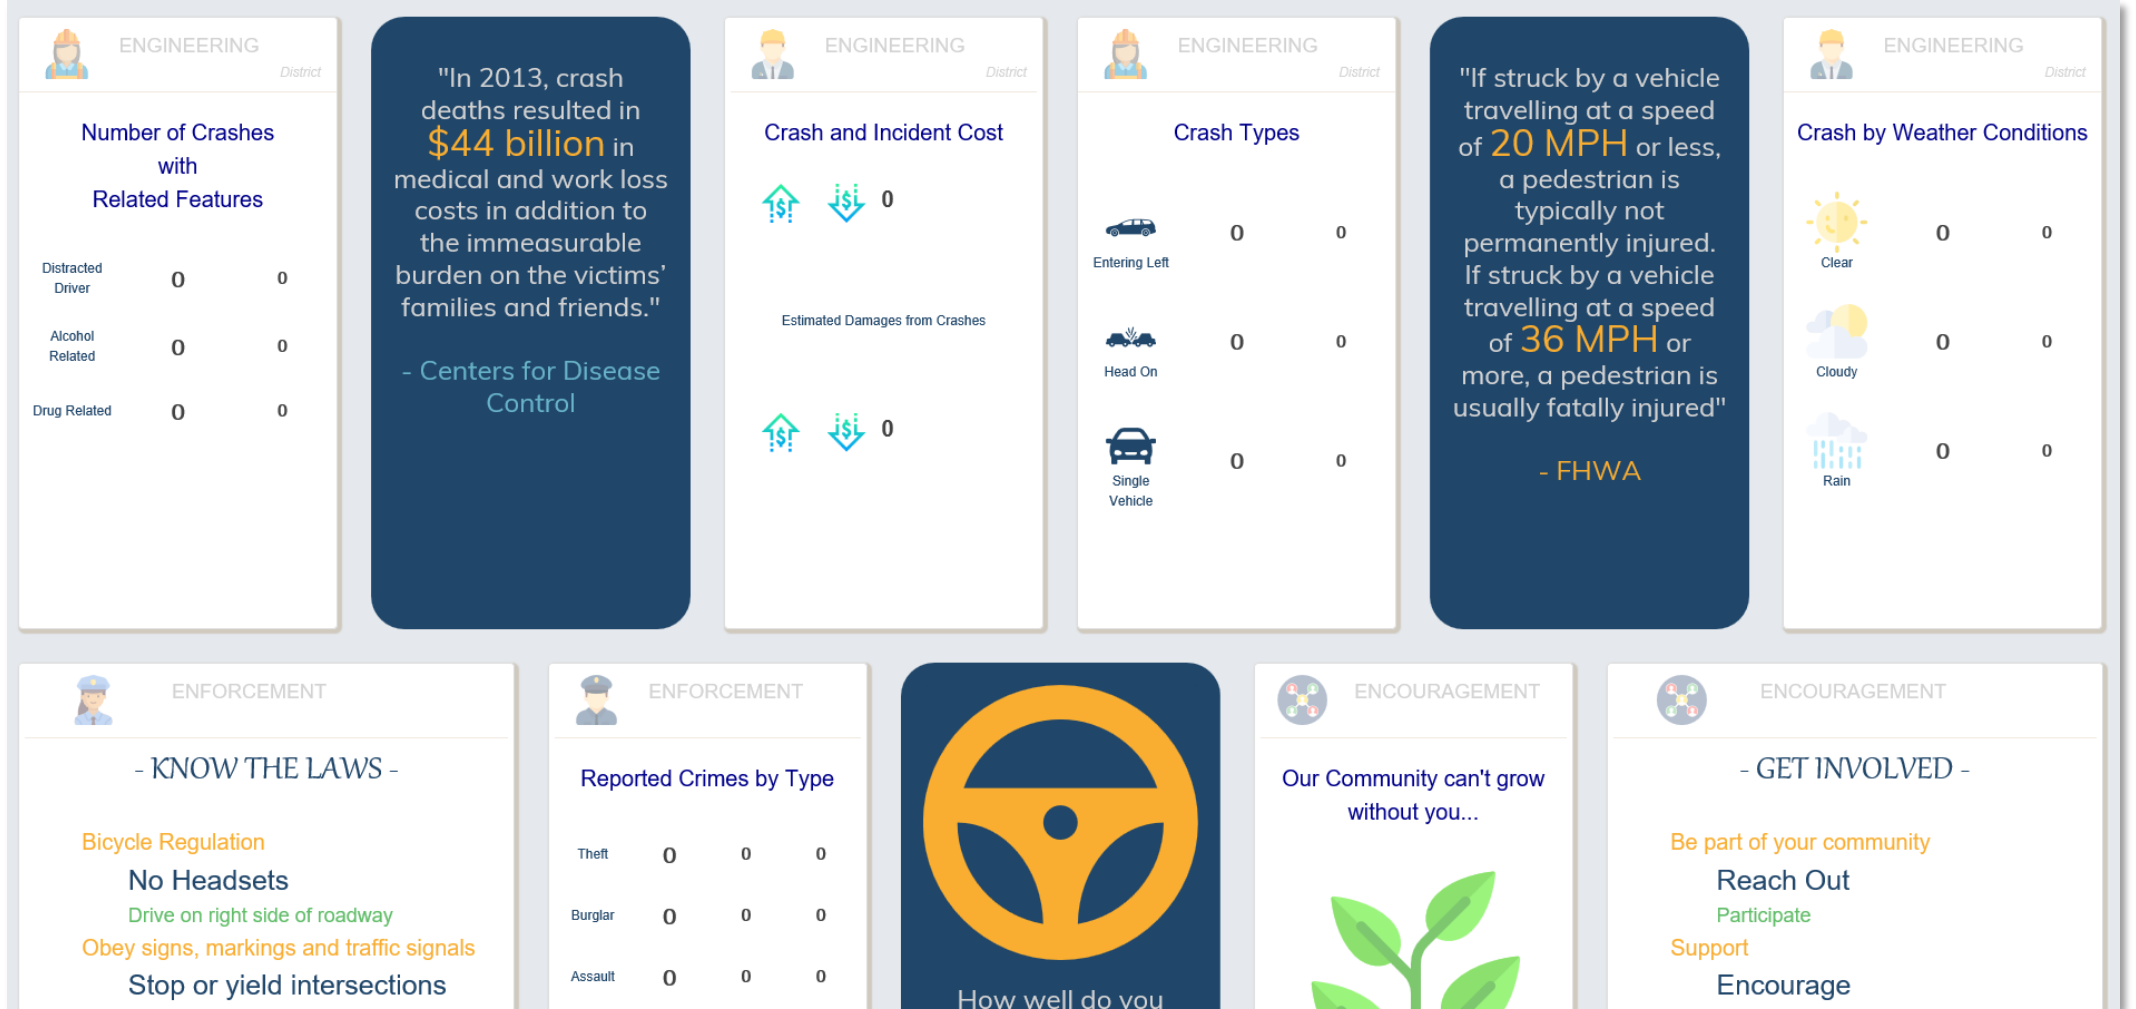 ENGINEERING
District
Number of Crashes
with
Related Features
Distracted
Driver
0
0
Alcohol
Related
0
0
Drug Related
0
0
"In 2013, crash
deaths resulted in
$44 billion in
medical and work loss
costs in addition to
the immeasurable
burden on the victims’
families and friends."
- Centers for Disease
Control
ENGINEERING
District
Crash and Incident Cost
$
$
0
Estimated Damages from Crashes
$
$
0
ENGINEERING
District
Crash Types
0
0
Entering Left
0
0
Head On
0
0
Single
Vehicle
"If struck by a vehicle
travelling at a speed
of 20 MPH or less,
a pedestrian is
typically not
permanently injured.
If struck by a vehicle
travelling at a speed
of 36 MPH or
more, a pedestrian is
usually fatally injured"
- FHWA
ENGINEERING
District
Crash by Weather Conditions
0
0
Clear
0
0
Cloudy
0
0
Rain
ENFORCEMENT
- KNOW THE LAWS -
Bicycle Regulation
No Headsets
Drive on right side of roadway
Obey signs, markings and traffic signals
Stop or yield intersections
ENFORCEMENT
Reported Crimes by Type
Theft
0
0
0
Burglar
0
0
0
Assault
0
0
0
How well do you
ENCOURAGEMENT
Our Community can't grow
without you...
ENCOURAGEMENT
- GET INVOLVED -
Be part of your community
Reach Out
Participate
Support
Encourage